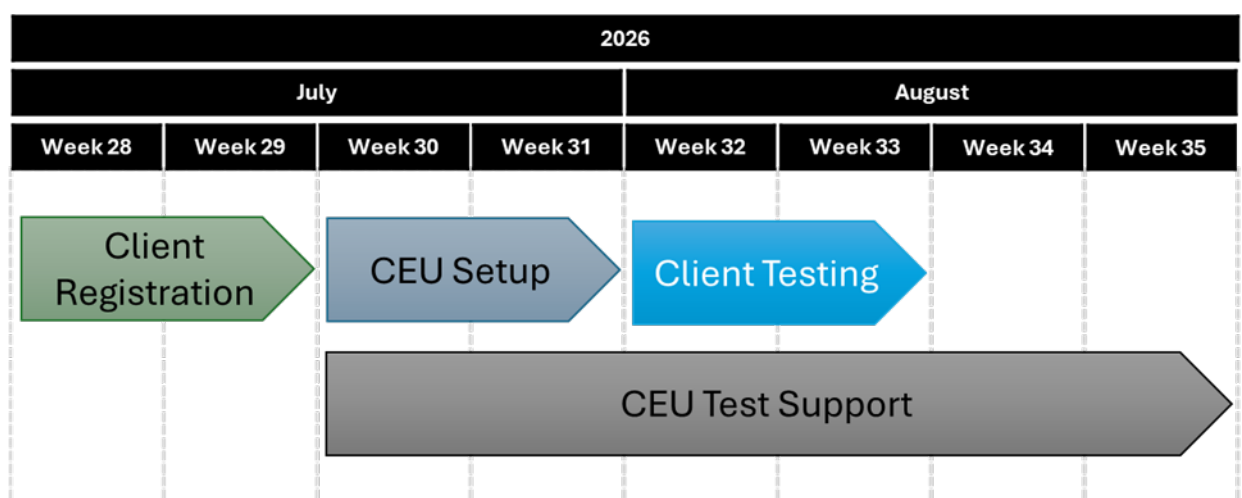 2026
July August
Week 28 Week 29 Week 30 Week 31 Week 32 Week 33 Week 34 Week 35
Client
Registration
CEU Setup
Client Testing
CEU Test Support